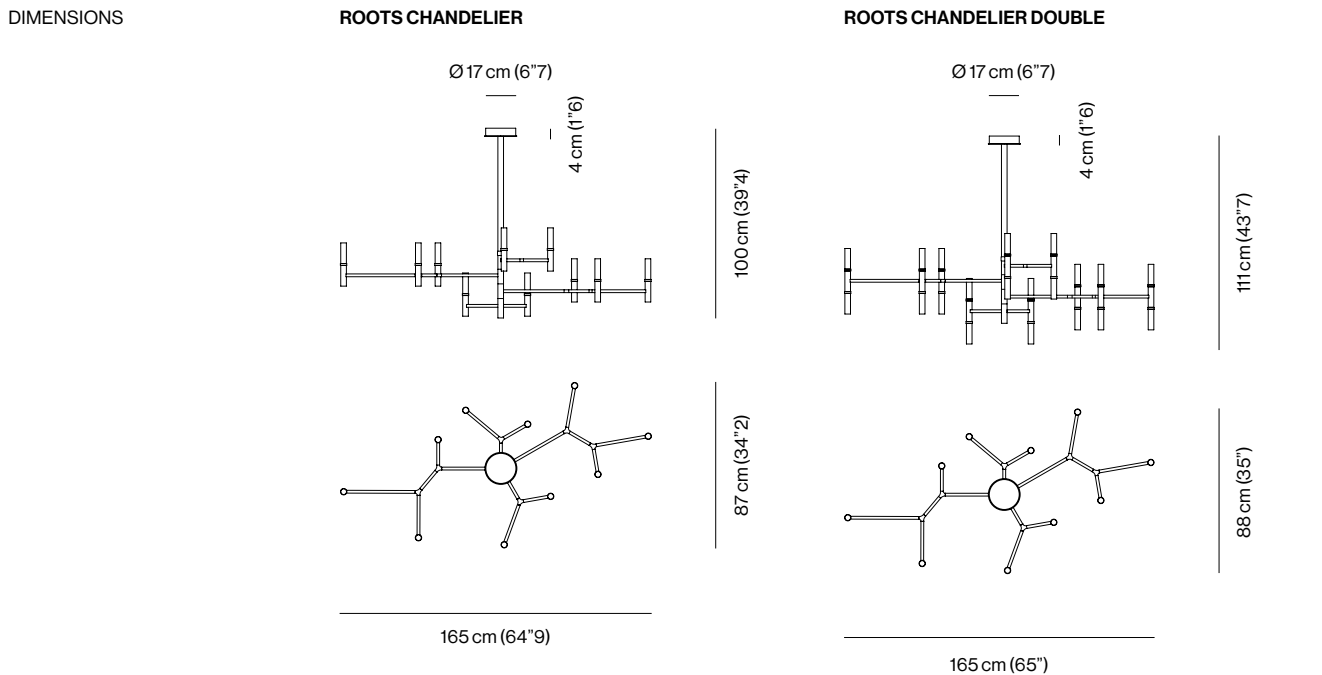 DIMENSIONS
ROOTS CHANDELIER
Ø 17 cm (6”7)
4 cm (1”6)
100 cm (39”4)
87 cm (34”2)
165 cm (64”9)
ROOTS CHANDELIER DOUBLE
Ø 17 cm (6”7)
4 cm (1”6)
111 cm (43”7)
88 cm (35”)
165 cm (65”)